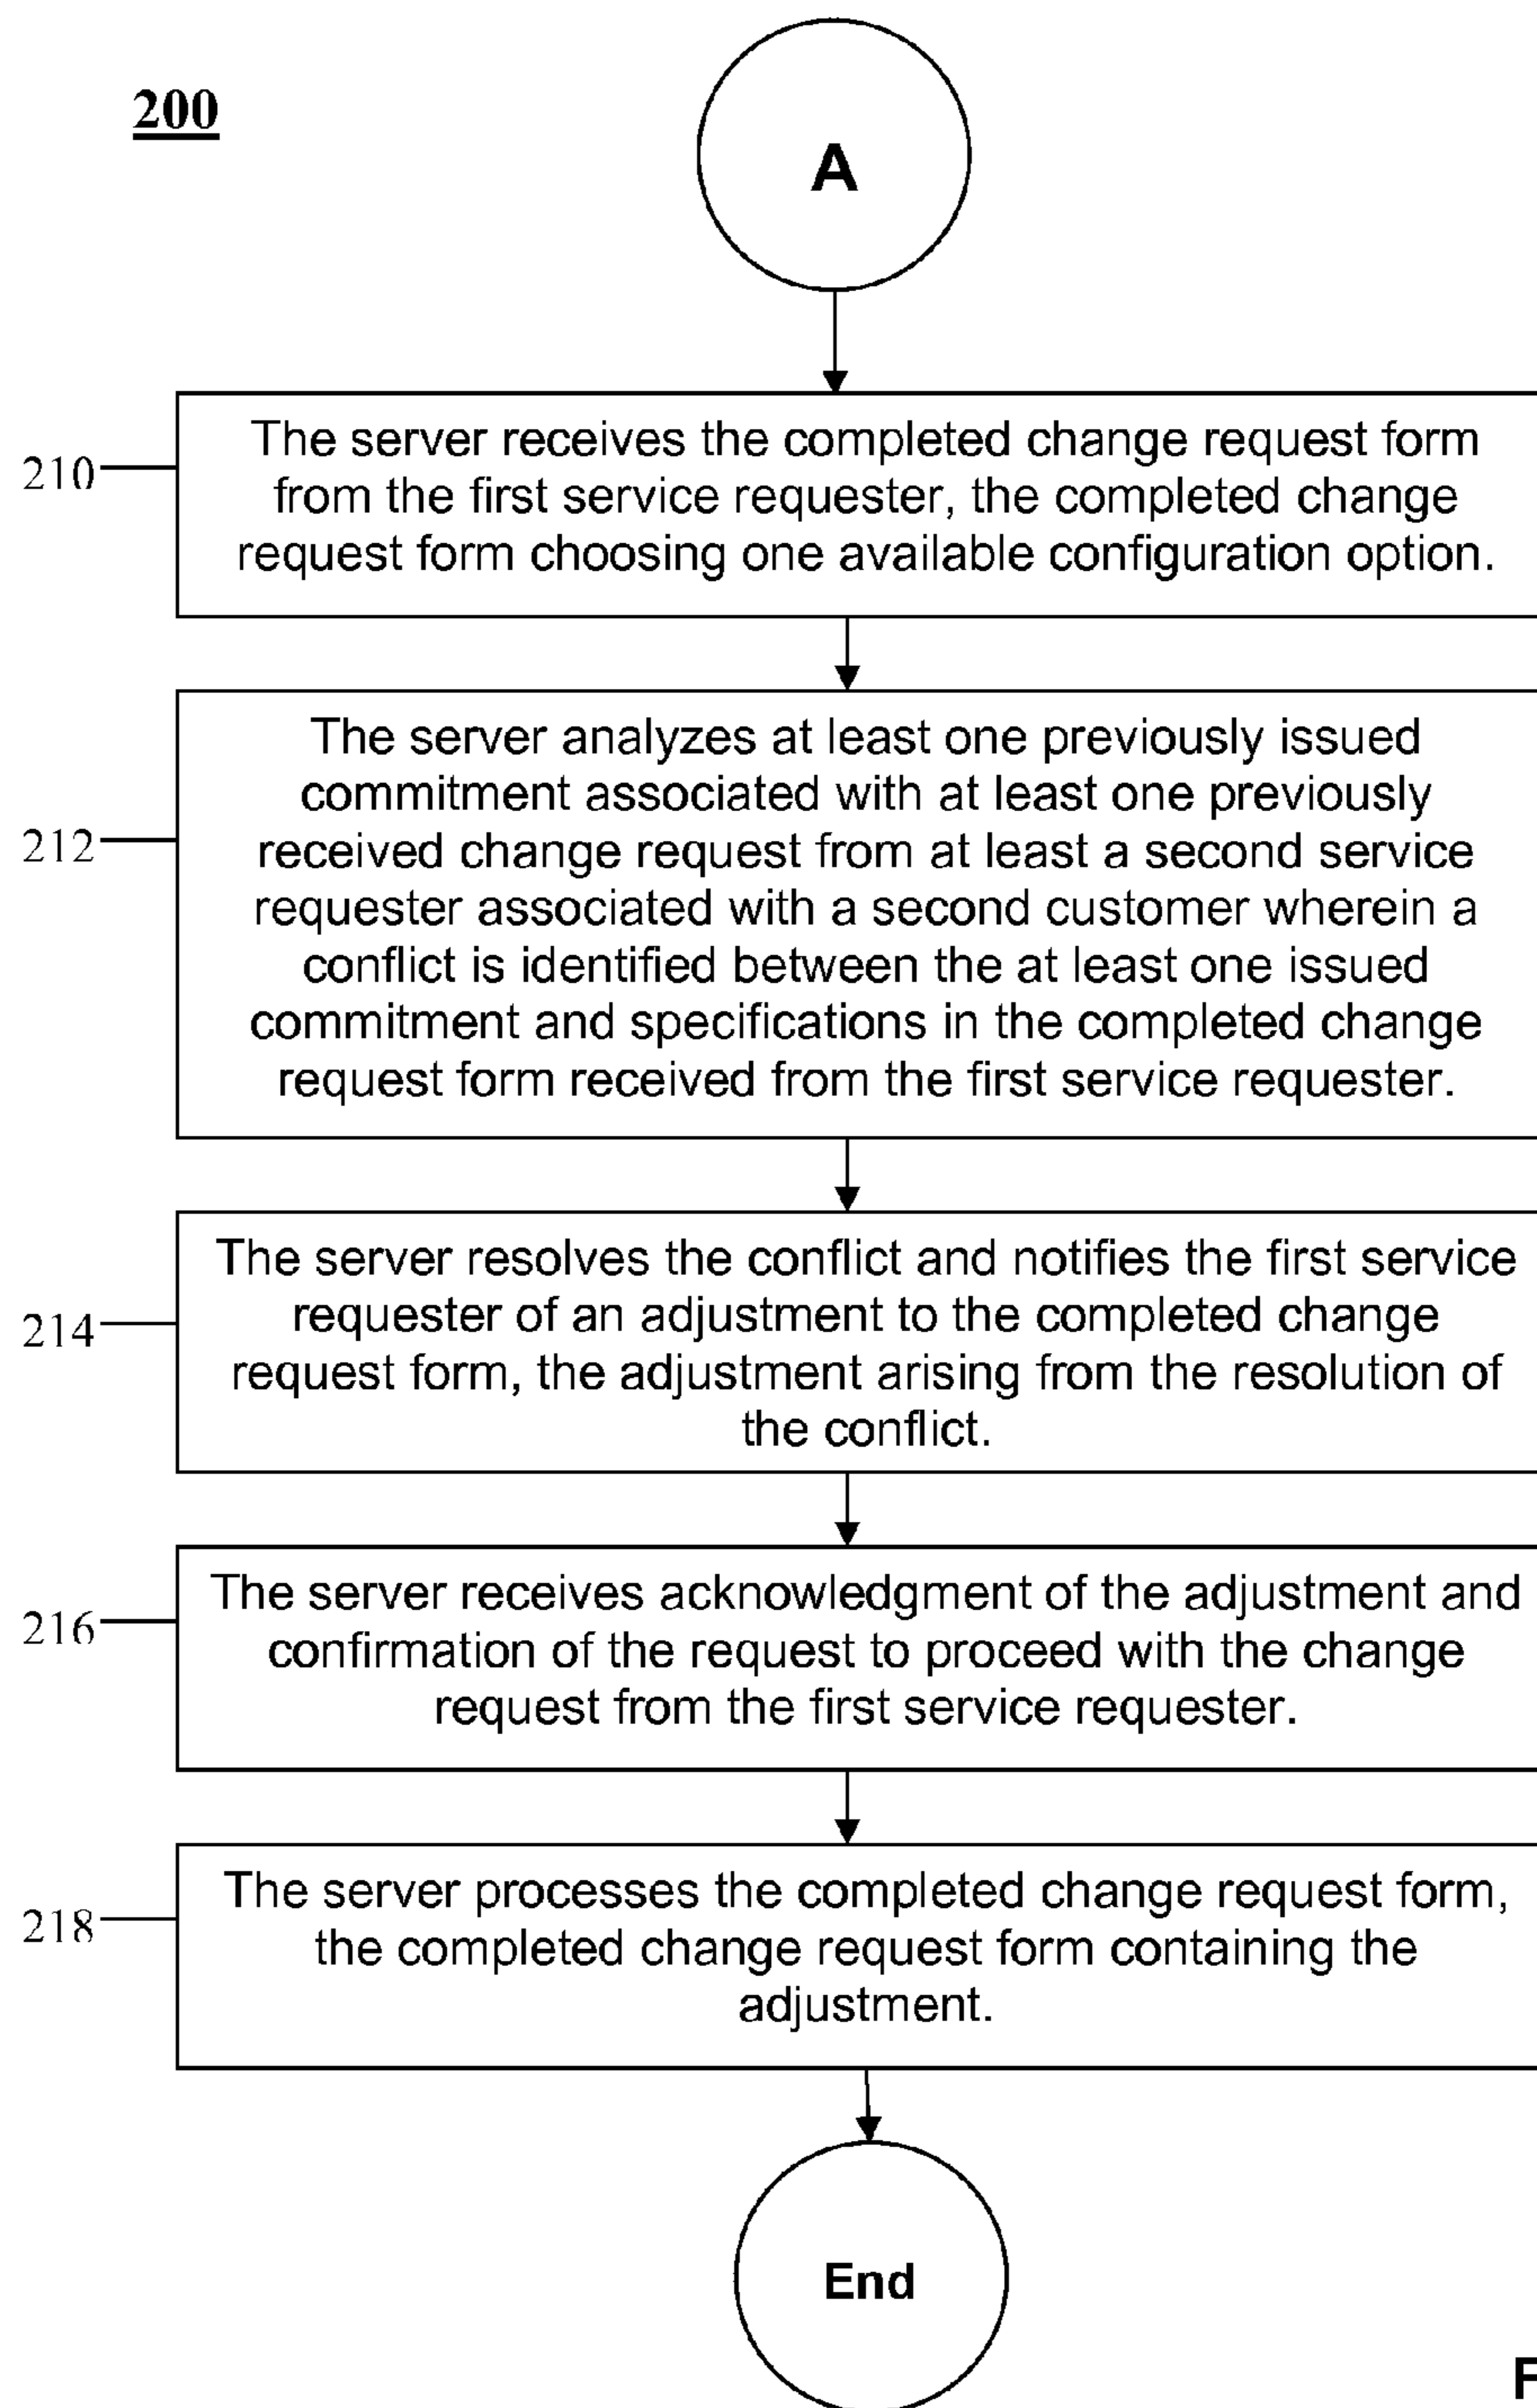 200
A
210
The server receives the completed change request form
from the first service requester, the completed change
request form choosing one available configuration option.
212
The server analyzes at least one previously issued
commitment associated with at least one previously
received change request from at least a second service
requester associated with a second customer wherein a
conflict is identified between the at least one issued
commitment and specifications in the completed change
request form received from the first service requester.
214
The server resolves the conflict and notifies the first service
requester of an adjustment to the completed change
request form, the adjustment arising from the resolution of
the conflict.
216
The server receives acknowledgment of the adjustment and
confirmation of the request to proceed with the change
request from the first service requester.
218
The server processes the completed change request form,
the completed change request form containing the
adjustment.
End